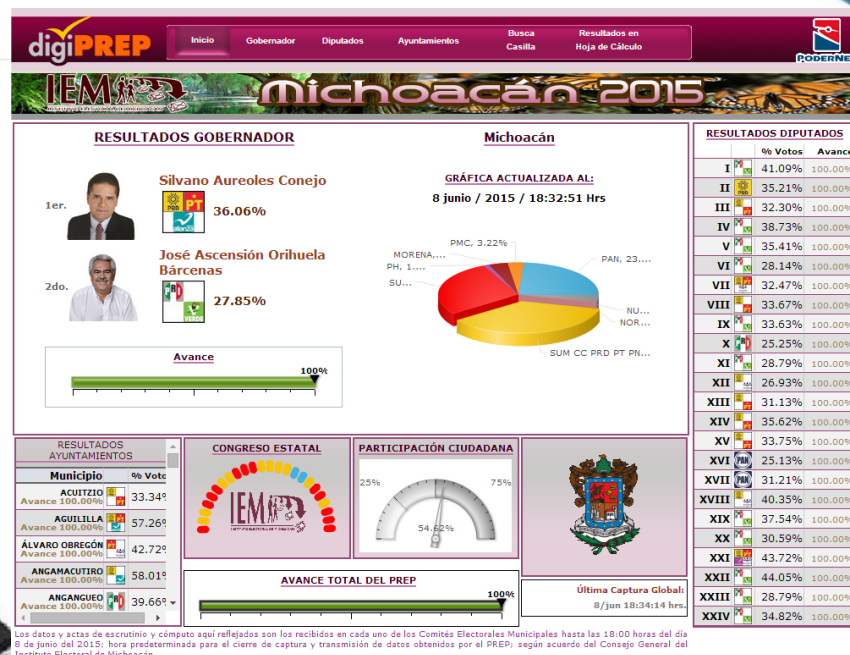 digiPREP
Inicio
Gobernador
Diputados
Ayuntamientos
Busca
Casilla
Resultados en
Hoja de Cálculo
PODERNE
IEM
Michoacán 2015
RESULTADOS GOBERNADOR
1er.
Silvano Aureoles Conejo
PRD PT
36.06%
2do.
José Ascensión Orihuela
Bárcenas
PRD
VERDE
27.85%
Avance
100%
Michoacán
GRÁFICA ACTUALIZADA AL:
8 junio / 2015 / 18:32:51 Hrs
PMC, 3.22%
MORENA,...
PH, 1....
SU...
PAN, 23....
NU...
NOR...
SUM CC PRD PT PN...
RESULTADOS DIPUTADOS
% Votos Avance
I 41.09% 100.00%
II 35.21% 100.00%
III 32.30% 100.00%
IV 38.73% 100.00%
V 35.41% 100.00%
VI 28.14% 100.00%
VII 32.47% 100.00%
VIII 33.67% 100.00%
IX 33.63% 100.00%
X 25.25% 100.00%
XI 28.79% 100.00%
XII 26.93% 100.00%
XIII 31.13% 100.00%
XIV 35.62% 100.00%
XV 33.75% 100.00%
XVI PAN 25.13% 100.00%
XVII PAN 31.21% 100.00%
XVIII 40.35% 100.00%
XIX 37.54% 100.00%
XX 30.59% 100.00%
XXI 43.72% 100.00%
XXII 44.05% 100.00%
XXIII 28.79% 100.00%
XXIV 34.82% 100.00%
RESULTADOS
AYUNTAMIENTOS
Municipio % Voto
ACUITZIO
Avance 100.00% 33.34%
AGUILILLA
Avance 100.00% 57.26%
ÁLVARO OBREGÓN
Avance 100.00% 42.72%
ANGAMACUTIRO
Avance 100.00% 58.01%
ANGANGUEO
Avance 100.00% 39.66%
CONGRESO ESTATAL
IEM
PARTICIPACIÓN CIUDADANA
25%
75%
54.62%
AVANCE TOTAL DEL PREP
100%
Última Captura Global:
8/jun 18:34:14 hrs.
Los datos y actas de escrutinio y cómputo aquí reflejados son los recibidos en cada uno de los Comités Electorales Municipales hasta las 18:00 horas del día
8 de junio del 2015; hora predeterminada para el cierre de captura y transmisión de datos obtenidos por el PREP; según acuerdo del Consejo General del
Instituto Electoral de Michoacán